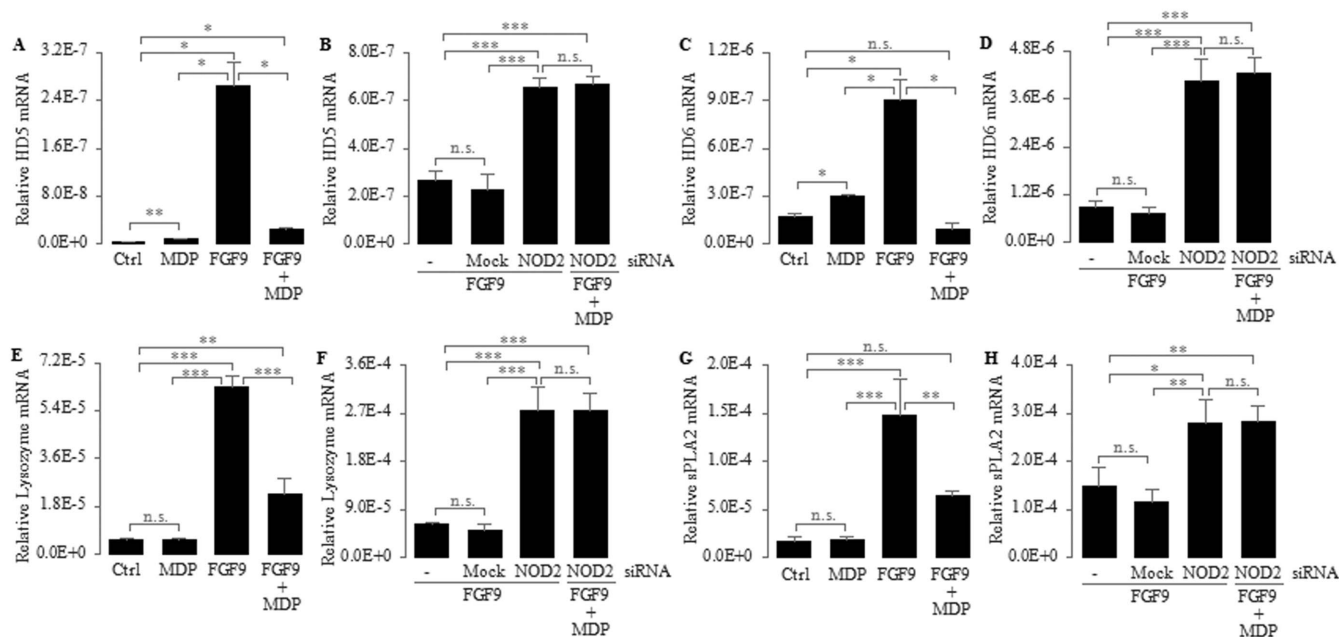 A
Relative HD5 mRNA
3.2E-7
2.4E-7
1.6E-7
8.0E-8
0.0E+0
*
*
* *
**
Ctrl MDP FGF9 FGF9
+
MDP
B
Relative HD5 mRNA
8.0E-7
6.0E-7
4.0E-7
2.0E-7
0.0E+0
***
***
*** n.s.
n.s.
- Mock NOD2 NOD2 siRNA
FGF9 FGF9
+
MDP
C
Relative HD6 mRNA
1.2E-6
9.0E-7
6.0E-7
3.0E-7
0.0E+0
n.s.
*
* *
*
Ctrl MDP FGF9 FGF9
+
MDP
D
Relative HD6 mRNA
4.8E-6
3.6E-6
2.4E-6
1.2E-6
0.0E+0
***
***
*** n.s.
n.s.
- Mock NOD2 NOD2 siRNA
FGF9 FGF9
+
MDP
E
Relative Lysozyme mRNA
7.2E-5
5.4E-5
3.6E-5
1.8E-5
0.0E+0
**
***
*** ***
n.s.
Ctrl MDP FGF9 FGF9
+
MDP
F
Relative Lysozyme mRNA
3.6E-4
2.7E-4
1.8E-4
9.0E-5
0.0E+0
***
***
*** n.s.
n.s.
- Mock NOD2 NOD2 siRNA
FGF9 FGF9
+
MDP
G
Relative sPLA2 mRNA
2.0E-4
1.5E-4
1.0E-4
5.0E-5
0.0E+0
n.s.
***
*** **
n.s.
Ctrl MDP FGF9 FGF9
+
MDP
H
Relative sPLA2 mRNA
4.0E-4
3.0E-4
2.0E-4
1.0E-4
0.0E+0
**
*
** n.s.
n.s.
- Mock NOD2 NOD2 siRNA
FGF9 FGF9
+
MDP